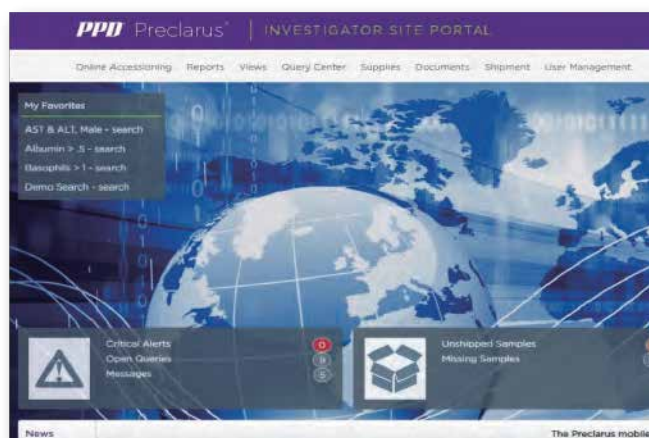 PPD Preclarus® | INVESTIGATOR SITE PORTAL
Online Accessioning Reports Views Query Center Supplies Documents Shipment User Management
My Favorites
AST & ALT, Male - search
Albumin > .5 - search
Basophils > 1 - search
Demo Search - search
Critical Alerts 0
Open Queries 9
Messages 5
Unshipped Samples
Missing Samples
News
The Preclarus mobile